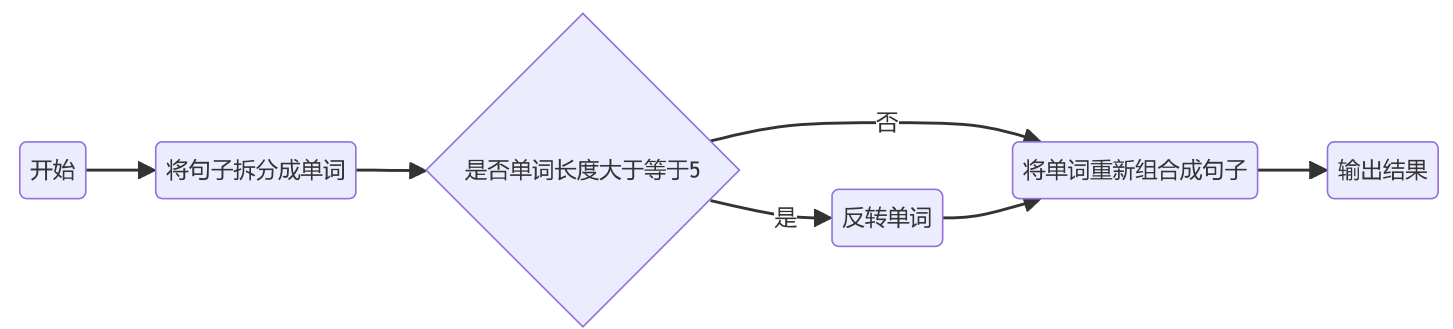 开始
将句子拆分成单词
是否单词长度大于等于5
否
是
反转单词
将单词重新组合成句子
输出结果